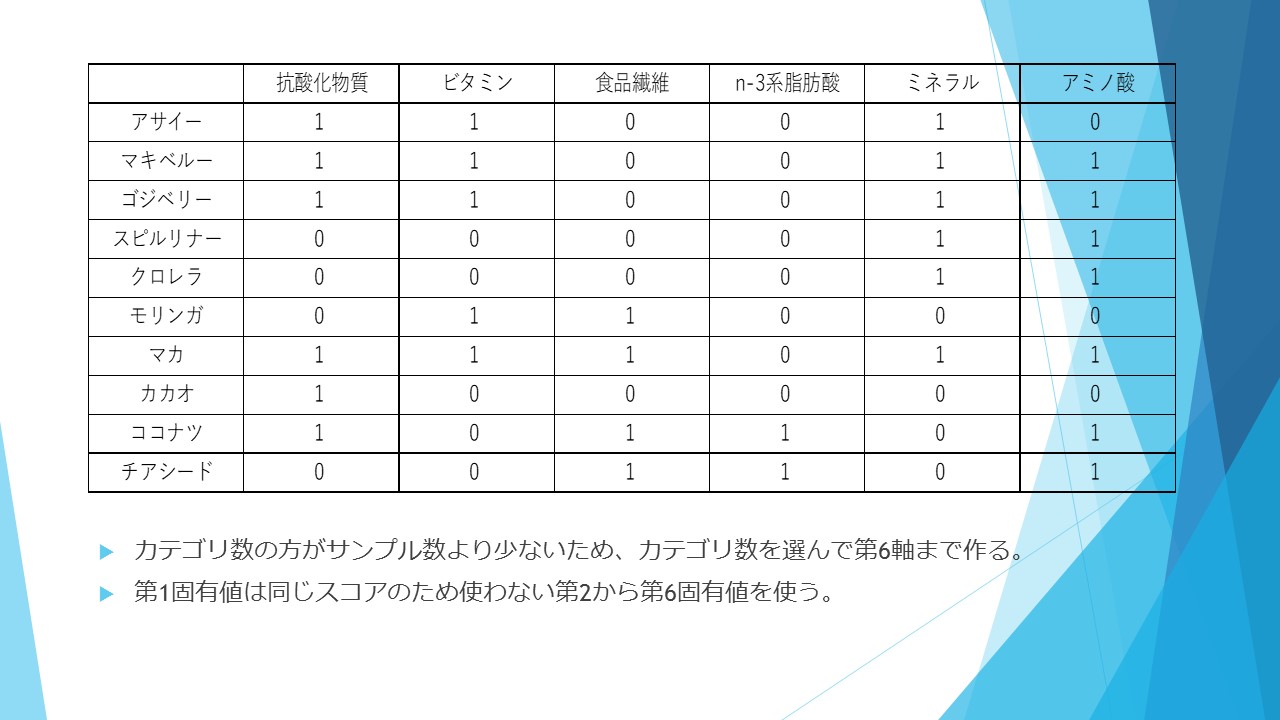 抗酸化物質 ビタミン 食品繊維 n-3系脂肪酸 ミネラル アミノ酸
アサイー 1 1 0 0 1 0
マキベルー 1 1 0 0 1 1
ゴジベリー 1 1 0 0 1 1
スピルリナー 0 0 0 0 1 1
クロレラ 0 0 0 0 1 1
モリンガ 0 1 1 0 0 0
マカ 1 1 1 0 1 1
カカオ 1 0 0 0 0 0
ココナツ 1 0 1 1 0 1
チアシード 0 0 1 1 0 1
カテゴリ数の方がサンプル数より少ないため、カテゴリ数を選んで第6軸まで作る。
第1固有値は同じスコアのため使わない第2から第6固有値を使う。